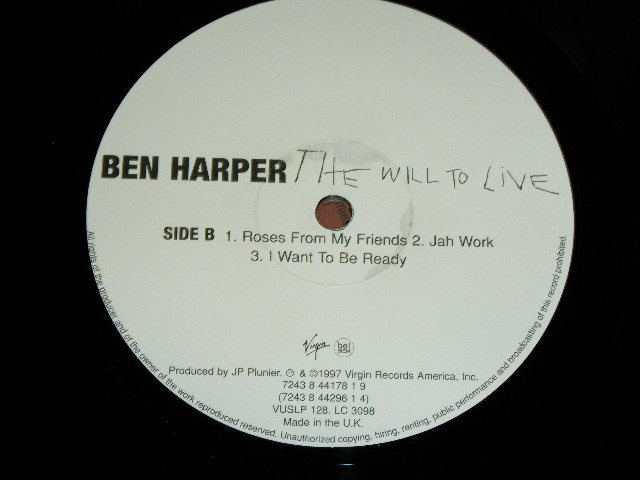 BEN HARPER THE WILL TO LIVE
SIDE B 1. Roses From My Friends 2. Jah Work
3. I Want To Be Ready
Virgin
Produced by JP Plunier. ℗ & ©1997 Virgin Records America, Inc.
7243 8 44178 1 9
(7243 8 44296 1 4)
VUSLP 128. LC 3098
Made in the U.K.
All rights of the producer and of the owner of the work reproduced reserved. Unauthorized copying, hiring, renting, public performance and broadcasting of this record prohibited.